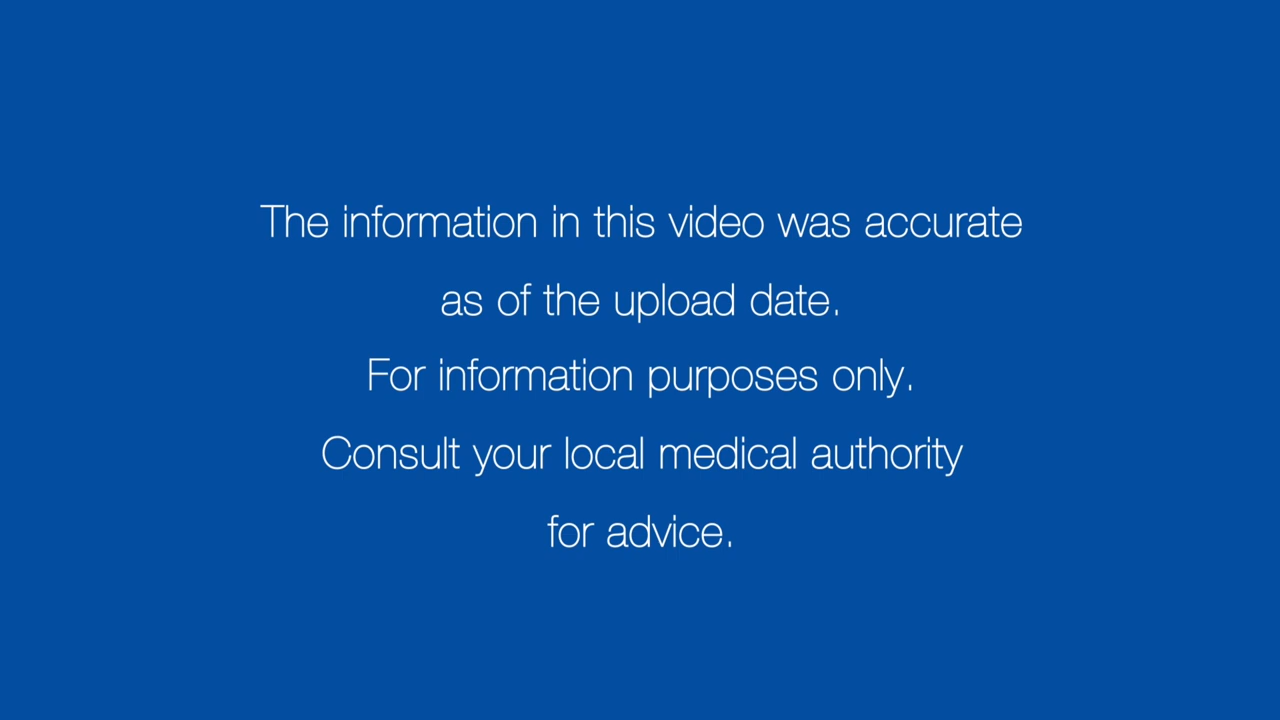 The information in this video was accurate
as of the upload date.
For information purposes only.
Consult your local medical authority
for advice.